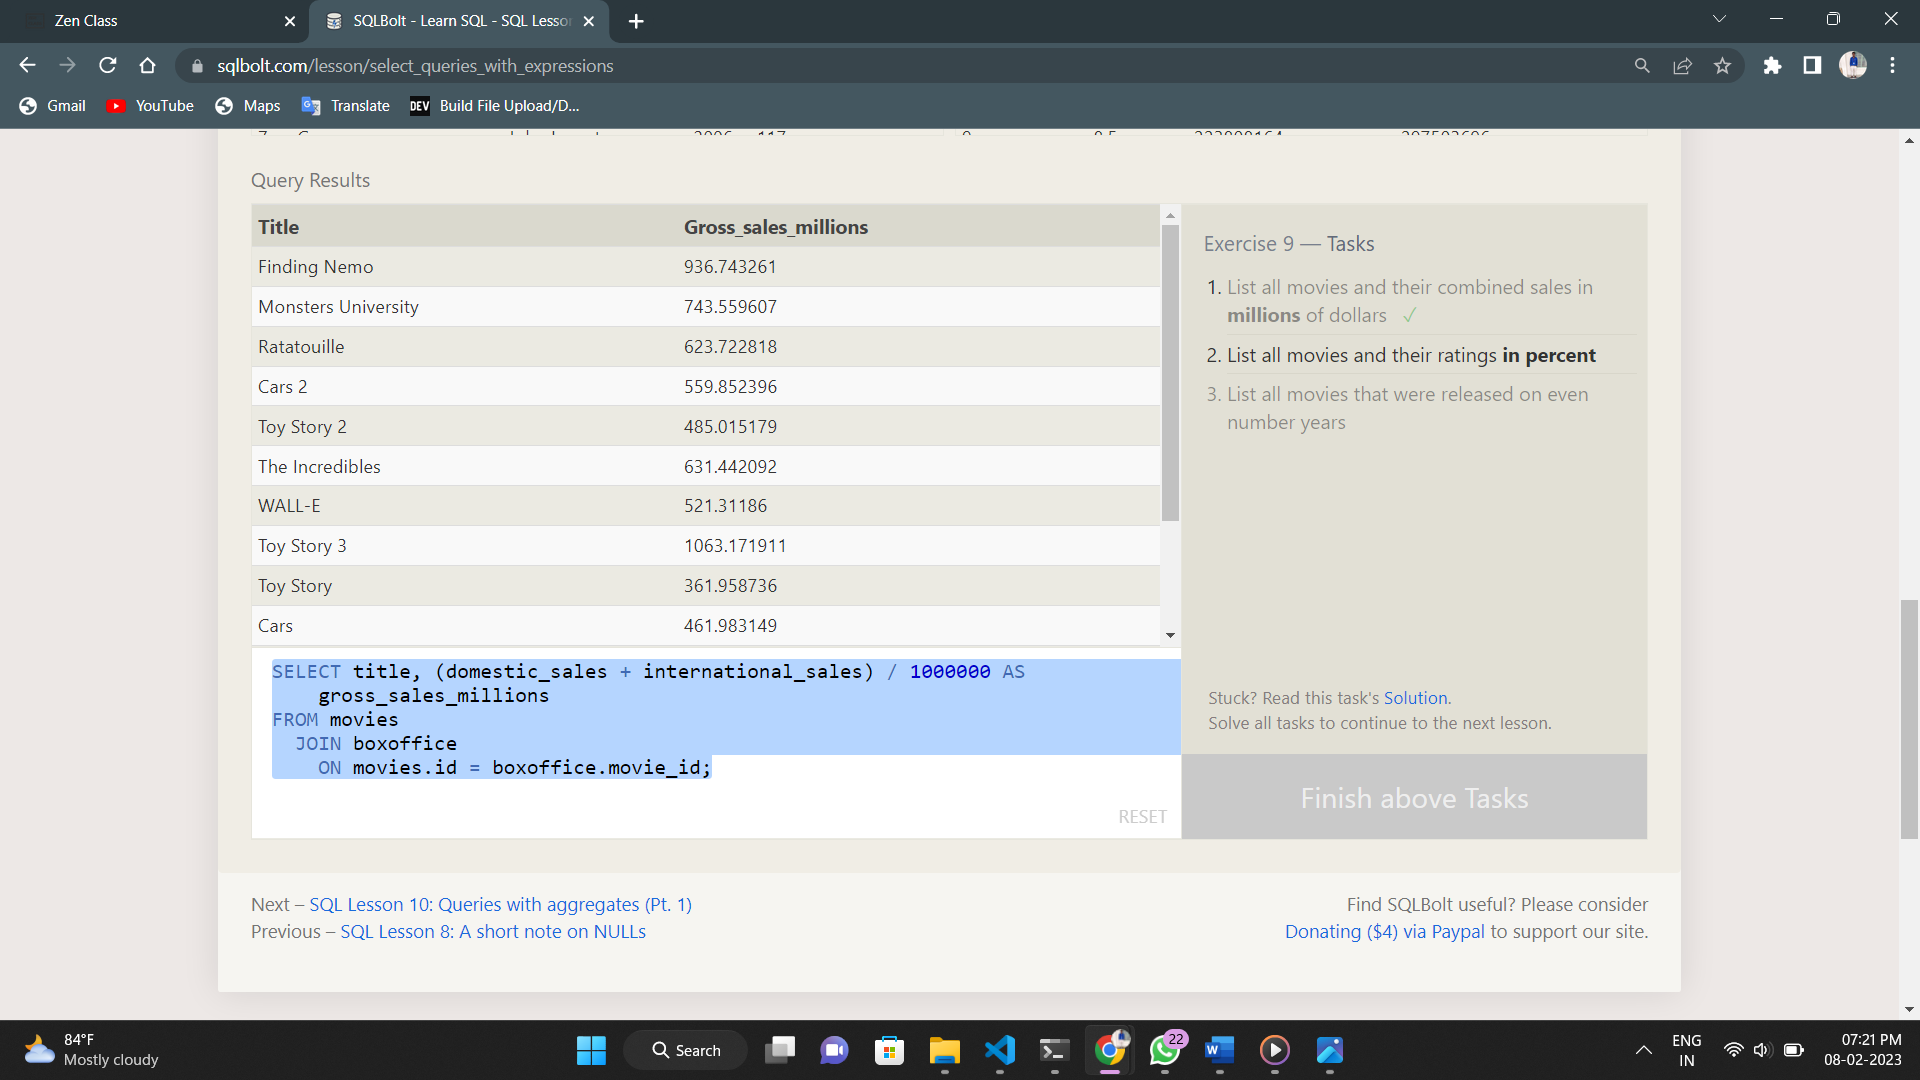 Zen Class
SQLBolt - Learn SQL - SQL Lesson
sqlbolt.com/lesson/select_queries_with_expressions
Gmail
YouTube
Maps
Translate
DEV
Build File Upload/D...
Query Results
Title Gross_sales_millions
Finding Nemo 936.743261
Monsters University 743.559607
Ratatouille 623.722818
Cars 2 559.852396
Toy Story 2 485.015179
The Incredibles 631.442092
WALL-E 521.31186
Toy Story 3 1063.171911
Toy Story 361.958736
Cars 461.983149
SELECT title, (domestic_sales + international_sales) / 1000000 AS
gross_sales_millions
FROM movies
JOIN boxoffice
ON movies.id = boxoffice.movie_id;
RESET
Exercise 9 — Tasks
1. List all movies and their combined sales in
millions of dollars ✓
2. List all movies and their ratings in percent
3. List all movies that were released on even
number years
Stuck? Read this task's Solution.
Solve all tasks to continue to the next lesson.
Finish above Tasks
Next – SQL Lesson 10: Queries with aggregates (Pt. 1)
Previous – SQL Lesson 8: A short note on NULLs
Find SQLBolt useful? Please consider
Donating ($4) via Paypal to support our site.
84°F
Mostly cloudy
Search
22
ENG
IN
07:21 PM
08-02-2023